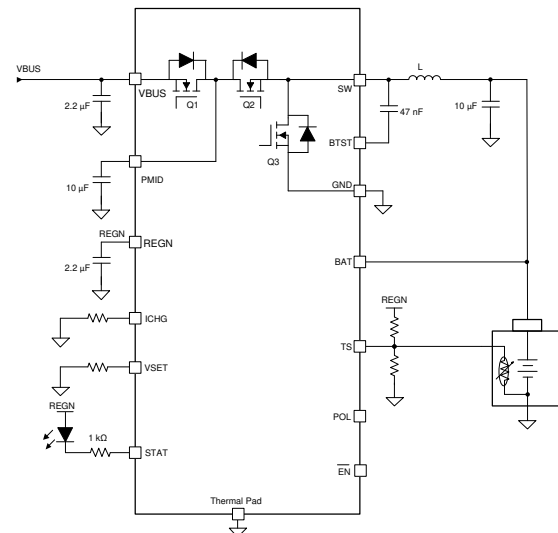 VBUS
2.2 µF
VBUS
Q1
Q2
Q3
10 µF
PMID
REGN
REGN
2.2 µF
ICHG
VSET
REGN
1 kΩ
STAT
Thermal Pad
SW
L
47 nF
10 µF
BTST
GND
BAT
REGN
TS
POL
EN